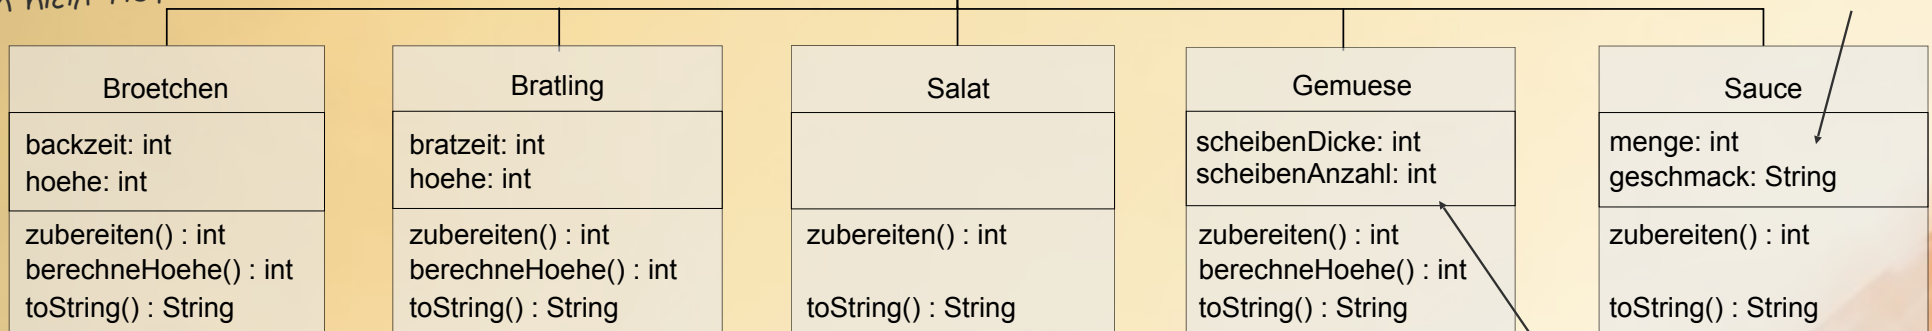 Broetchen
backzeit: int
hoehe: int
zubereiten() : int
berechneHoehe() : int
toString() : String
Bratling
bratzeit: int
hoehe: int
zubereiten() : int
berechneHoehe() : int
toString() : String
Salat
zubereiten() : int
toString() : String
Gemuese
scheibenDicke: int
scheibenAnzahl: int
zubereiten() : int
berechneHoehe() : int
toString() : String
Sauce
menge: int
geschmack: String
zubereiten() : int
toString() : String